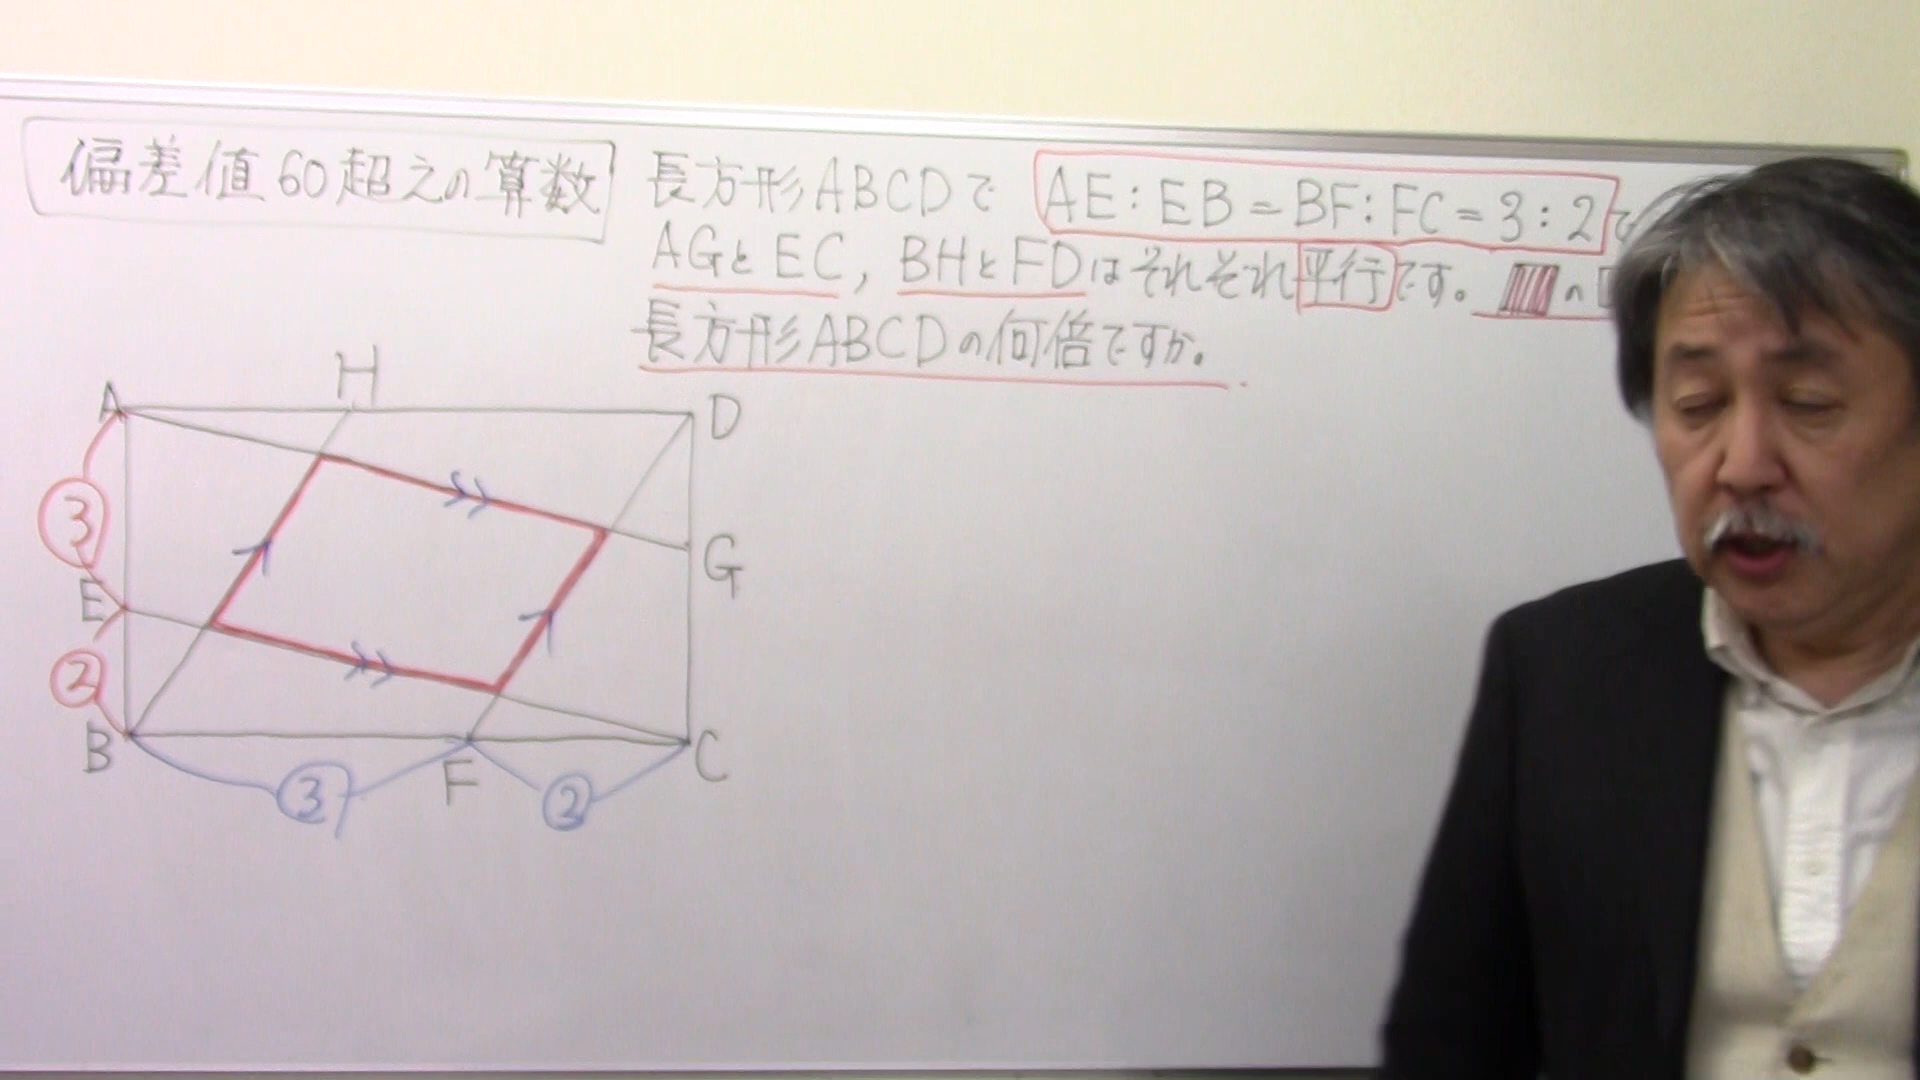 偏差値60超えの算数
長方形ABCDで AE:EB=BF:FC=3:2で
AGとEC, BHとFDはそれぞれ平行です。 の
長方形ABCDの何倍ですか。
A
H
D
3
E
G
2
B
F
C
3
2